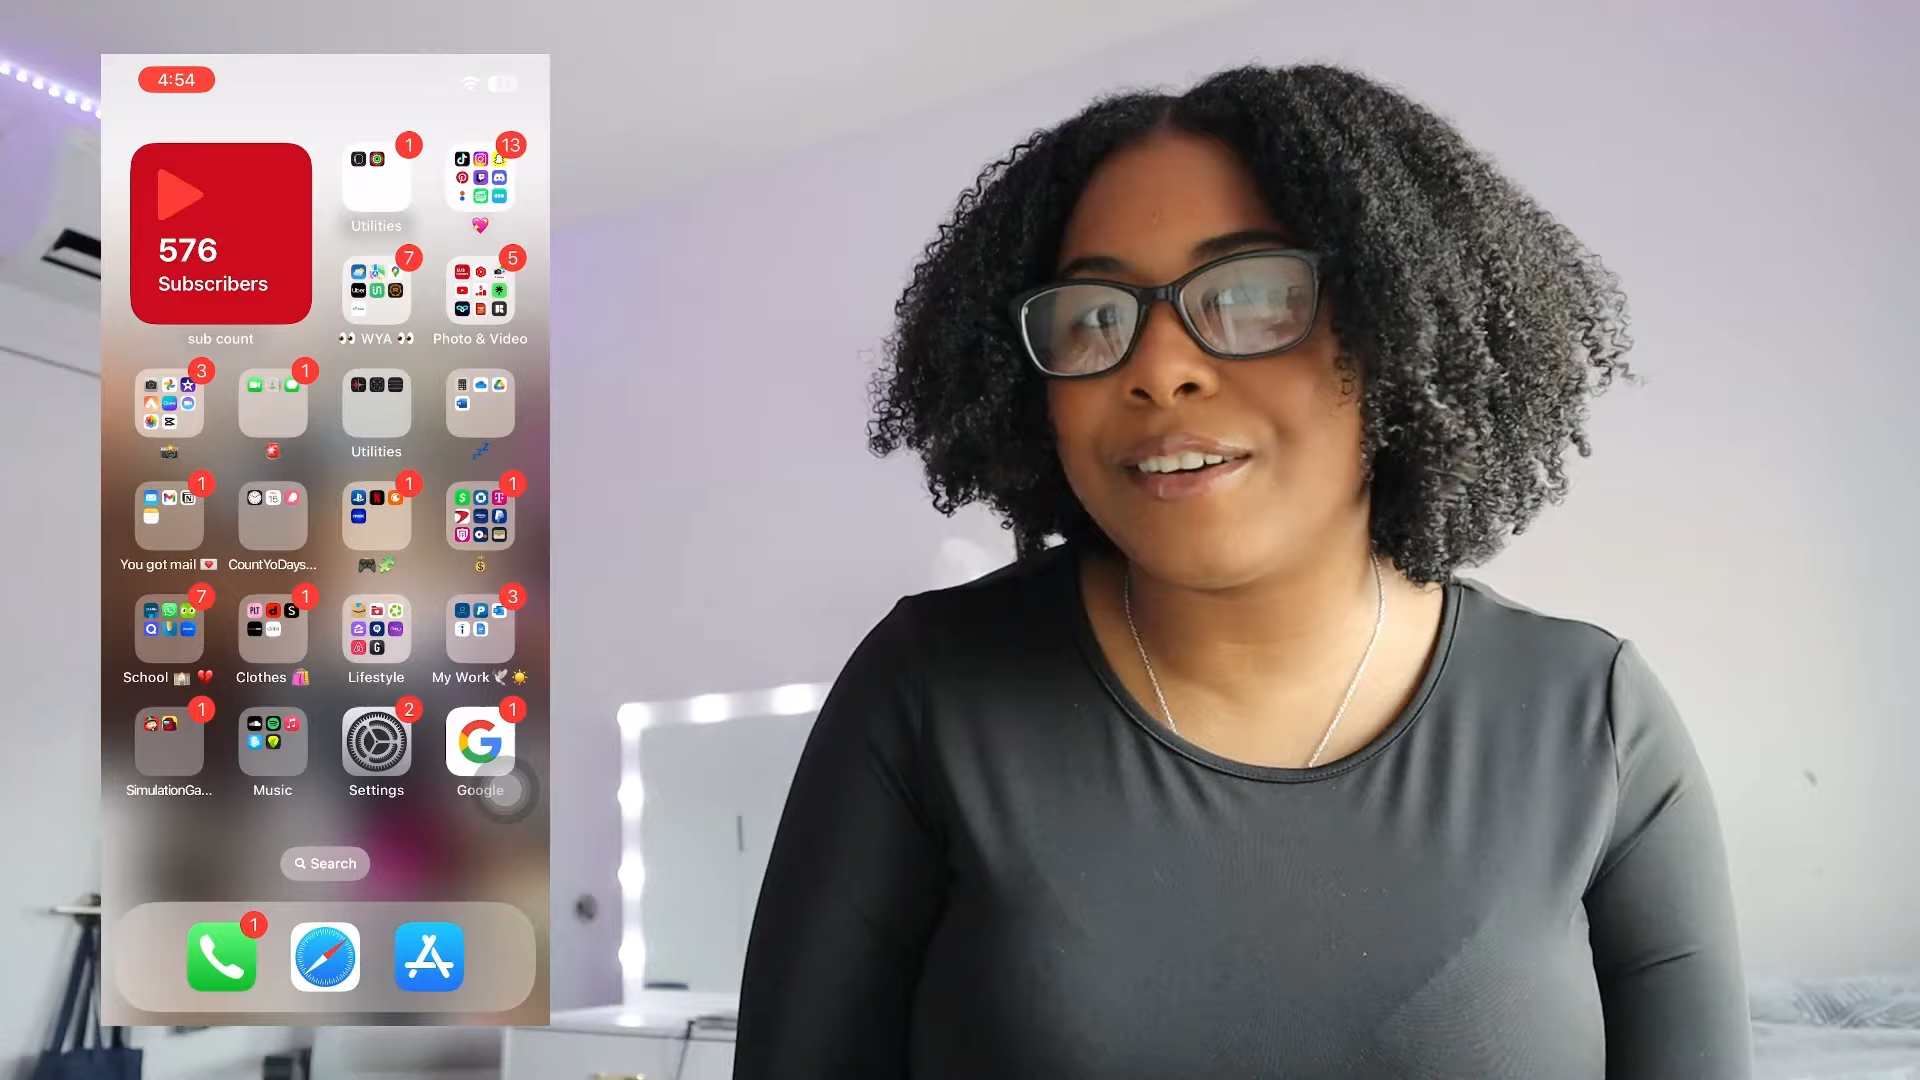 4:54
1
13
576
Subscribers
Utilities
💖
7
5
sub count
👀 WYA 👀
Photo & Video
3
1
📸
🚨
Utilities
💤
1
1
1
You got mail 💌
CountYoDays...
🎮🧩
💰
7
1
3
School 🏫 💔
Clothes 🛍️
Lifestyle
My Work 🕊️☀️
1
2
1
SimulationGa...
Music
Settings
Google
Search
1